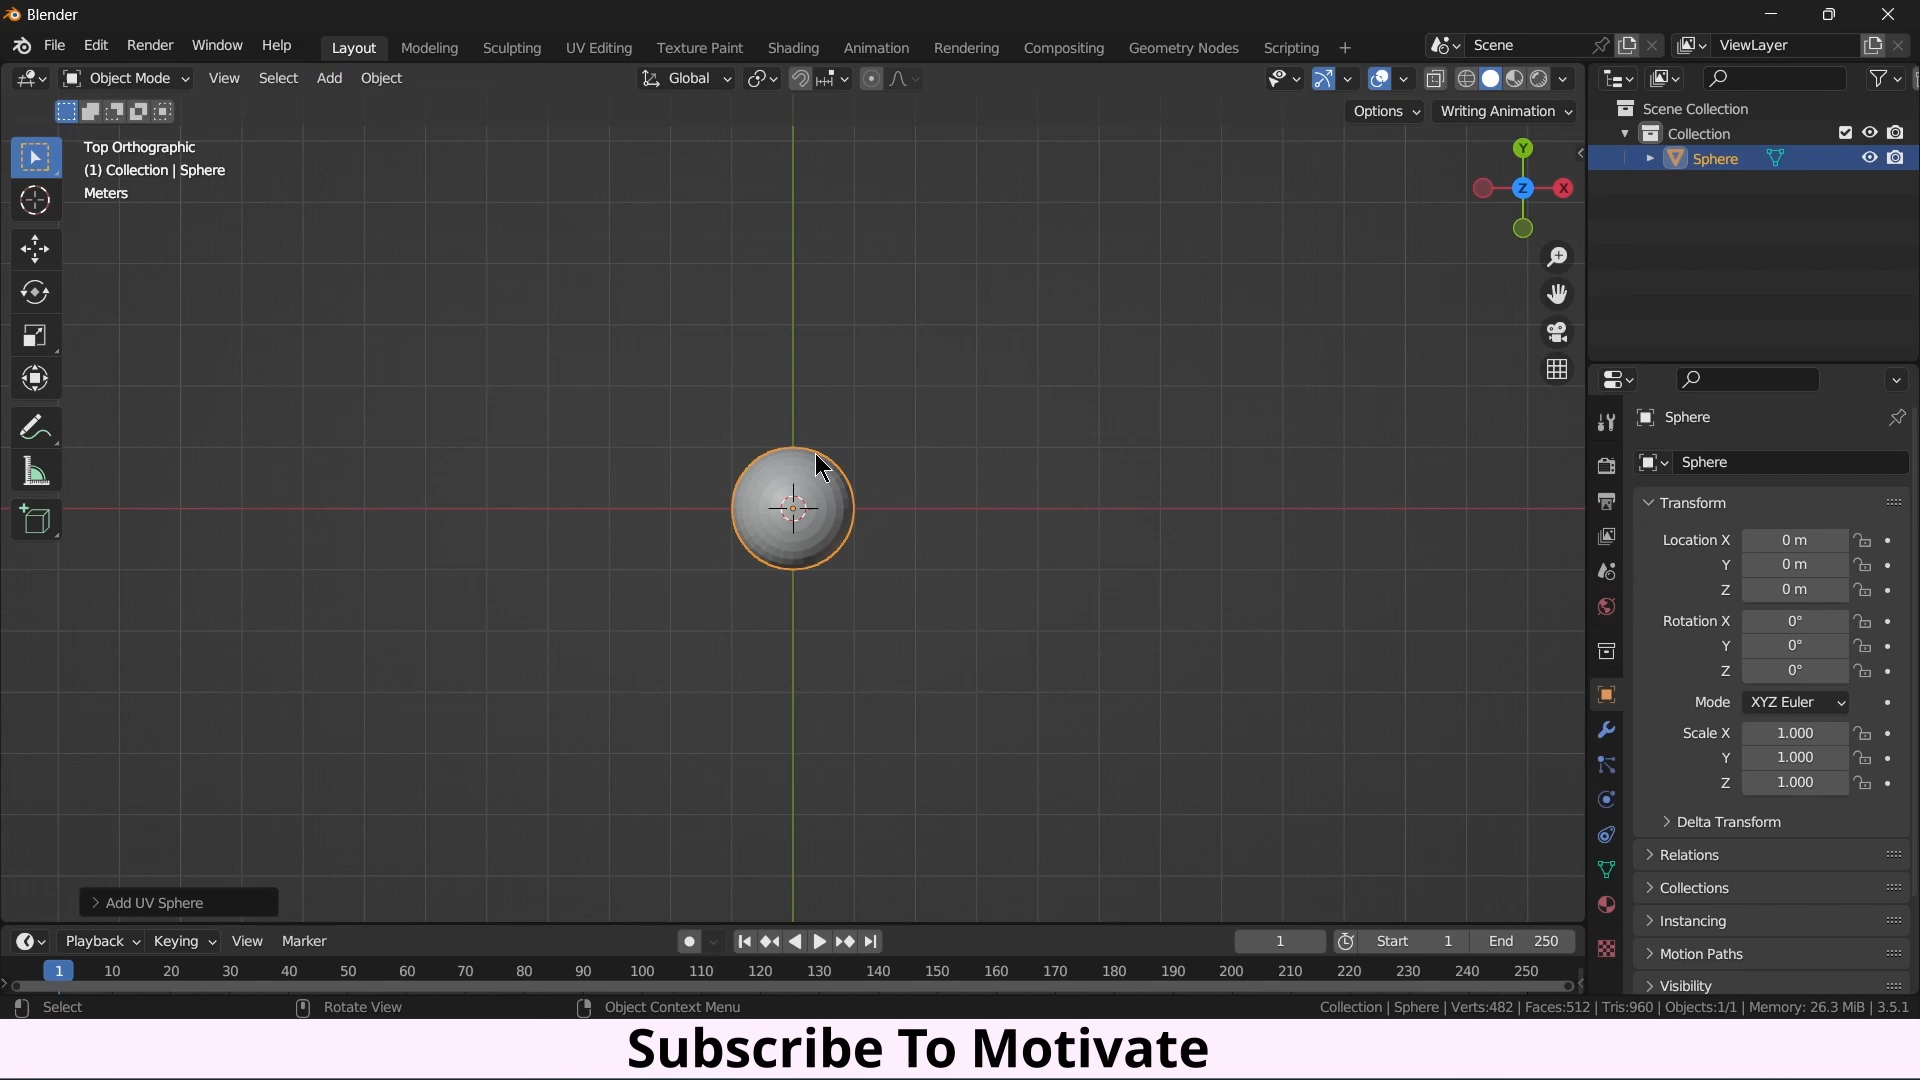 Blender
File Edit Render Window Help Layout Modeling Sculpting UV Editing Texture Paint Shading Animation Rendering Compositing Geometry Nodes Scripting + Scene ViewLayer
Object Mode View Select Add Object Global
Options Writing Animation
Top Orthographic
(1) Collection | Sphere
Meters
Y
Z X
Scene Collection
Collection
Sphere
Sphere
Sphere
Transform
Location X 0 m
Y 0 m
Z 0 m
Rotation X 0°
Y 0°
Z 0°
Mode XYZ Euler
Scale X 1.000
Y 1.000
Z 1.000
Delta Transform
Relations
Collections
Instancing
Motion Paths
Visibility
Add UV Sphere
Playback Keying View Marker 1 Start 1 End 250
1 10 20 30 40 50 60 70 80 90 100 110 120 130 140 150 160 170 180 190 200 210 220 230 240 250
Select Rotate View Object Context Menu Collection | Sphere | Verts:482 | Faces:512 | Tris:960 | Objects:1/1 | Memory: 26.3 MiB | 3.5.1
Subscribe To Motivate